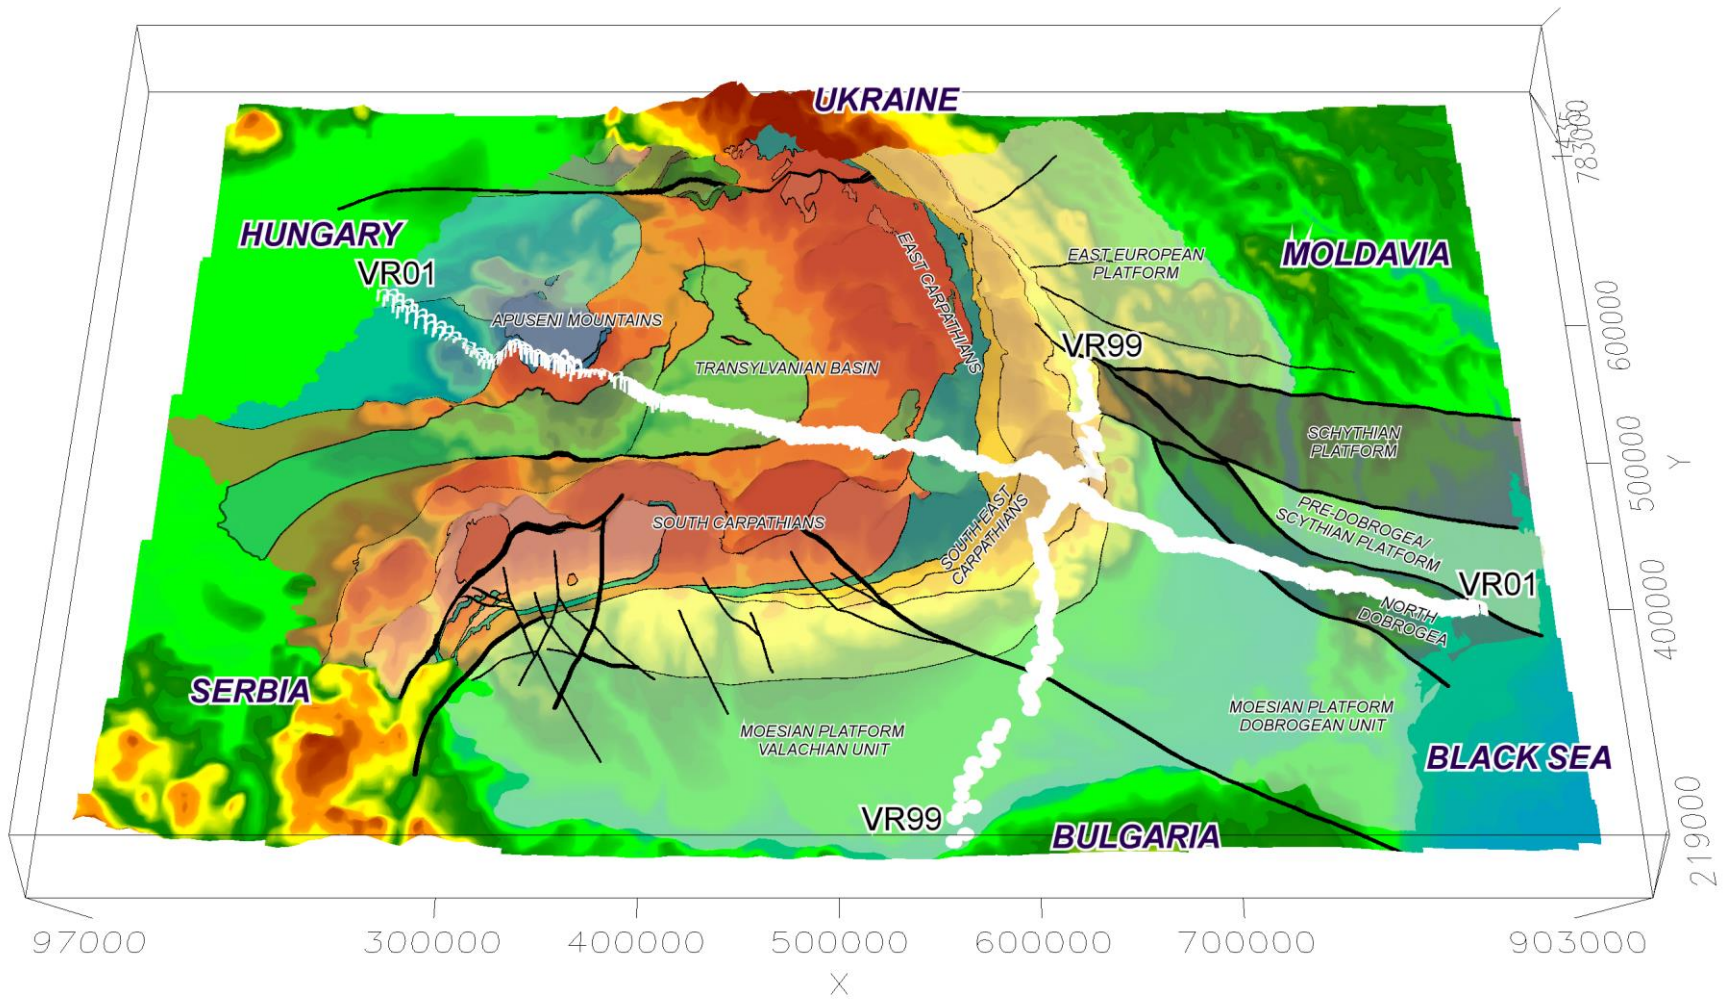 UKRAINE
1435
783000
HUNGARY
VR01
EAST CARPATHIANS
EAST EUROPEAN
PLATFORM
MOLDAVIA
APUSENI MOUNTAINS
VR99
TRANSYLVANIAN BASIN
600000
SCHYTHIAN
PLATFORM
Y
500000
SOUTH CARPATHIANS
SOUTH EAST
CARPATHIANS
PRE-DOBROGEA/
SCYTHIAN PLATFORM
VR01
NORTH
DOBROGEA
400000
SERBIA
MOESIAN PLATFORM
VALACHIAN UNIT
MOESIAN PLATFORM
DOBROGEAN UNIT
BLACK SEA
VR99
BULGARIA
219000
97000
300000
400000
500000
600000
700000
903000
X